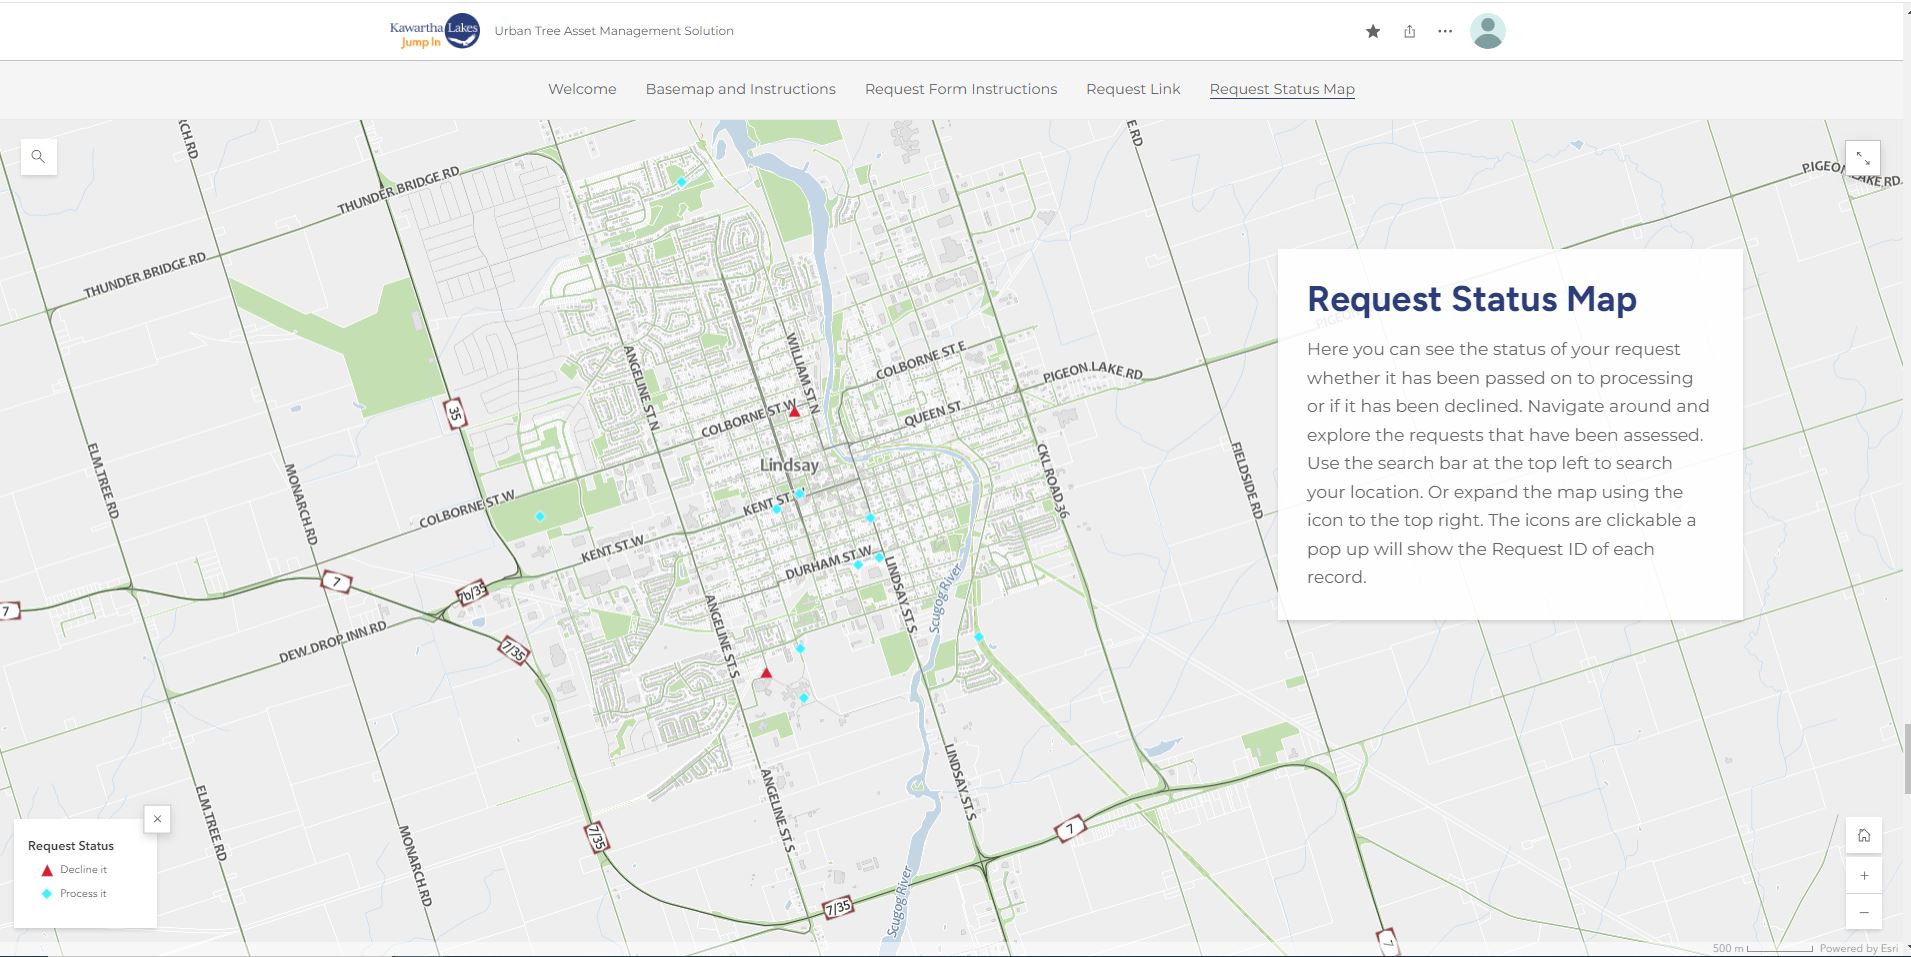 Kawartha Lakes
Jump In
Urban Tree Asset Management Solution
Welcome
Basemap and Instructions
Request Form Instructions
Request Link
Request Status Map
THUNDER BRIDGE RD
E RD
PIGEON LAKE RD
THUNDER BRIDGE RD
Request Status Map
Here you can see the status of your request
whether it has been passed on to processing
or if it has been declined. Navigate around and
explore the requests that have been assessed.
Use the search bar at the top left to search
your location. Or expand the map using the
icon to the top right. The icons are clickable a
pop up will show the Request ID of each
record.
WILLIAM ST N
ANGELINE ST N
COLBORNE ST E
PIGEON LAKE RD
35
COLBORNE ST W
QUEEN ST
ELM TREE RD
MONARCH RD
Lindsay
CKL ROAD 36
FIELDSIDE RD
COLBORNE ST W
KENT ST
KENT ST W
DURHAM ST W
LINDSAY ST S
Scugog River
7
7
7b/35
DEW DROP INN RD
7/35
ANGELINE ST S
LINDSAY ST S
ANGELINE ST S
ELM TREE RD
MONARCH RD
7/35
7
7/35
Scugog River
7
Request Status
Decline it
Process it
500 m
Powered by Esri